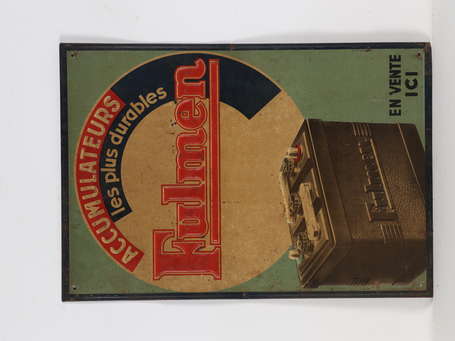 ACCUMULATEURS
les plus durables
Fulmen
EN VENTE
ICI
Fulmen